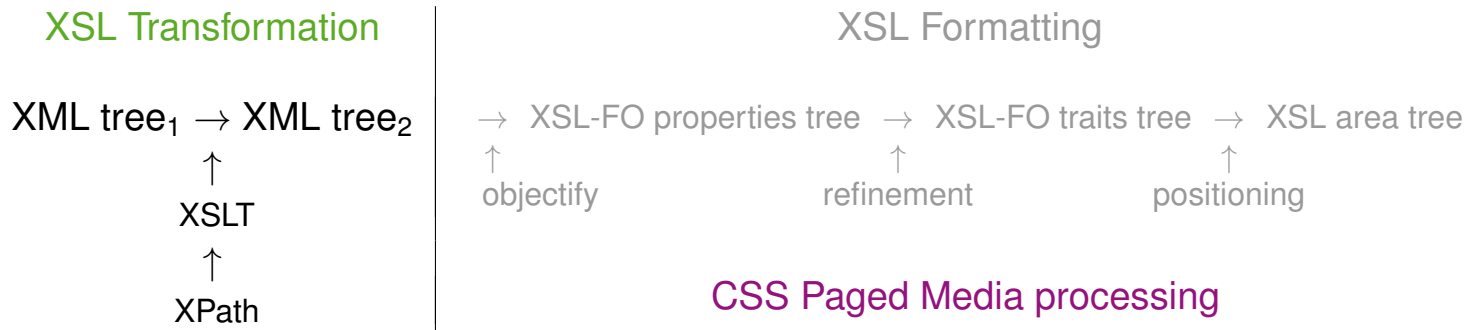 XSL Transformation
XML tree₁ → XML tree₂
↑
XSLT
↑
XPath
XSL Formatting
→ XSL-FO properties tree → XSL-FO traits tree → XSL area tree
↑ ↑ ↑
objectify refinement positioning
CSS Paged Media processing